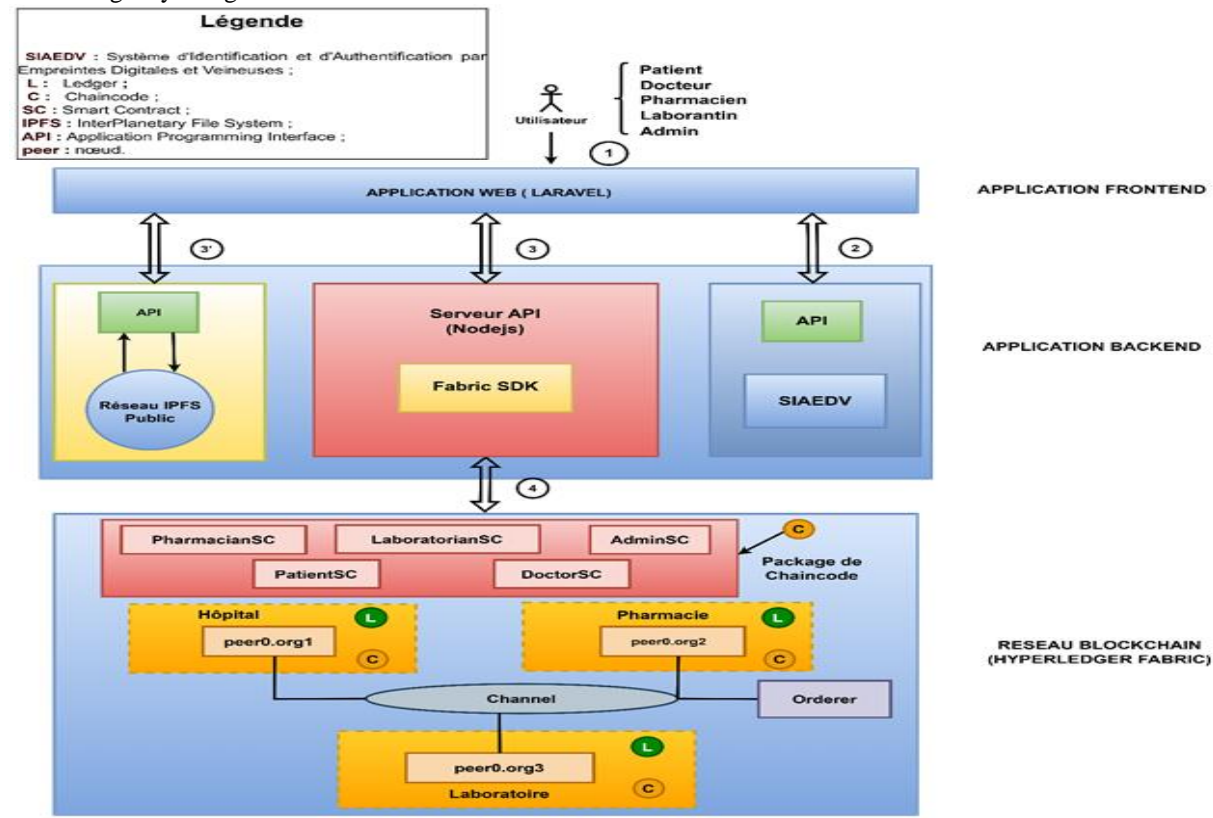 Légende
SIAEDV : Système d'Identification et d'Authentification par
Empreintes Digitales et Veineuses ;
L : Ledger ;
C : Chaincode ;
SC : Smart Contract ;
IPFS : InterPlanetary File System ;
API : Application Programming Interface ;
peer : nœud.
Utilisateur
Patient
Docteur
Pharmacien
Laborantin
Admin
1
APPLICATION WEB ( LARAVEL)
APPLICATION FRONTEND
3'
3
2
API
Réseau IPFS
Public
Serveur API
(Nodejs)
Fabric SDK
API
SIAEDV
APPLICATION BACKEND
4
PharmacianSC
LaboratorianSC
AdminSC
PatientSC
DoctorSC
C
Package de
Chaincode
Hôpital
L
peer0.org1
C
Pharmacie
L
peer0.org2
C
RESEAU BLOCKCHAIN
(HYPERLEDGER FABRIC)
Channel
Orderer
L
peer0.org3
C
Laboratoire